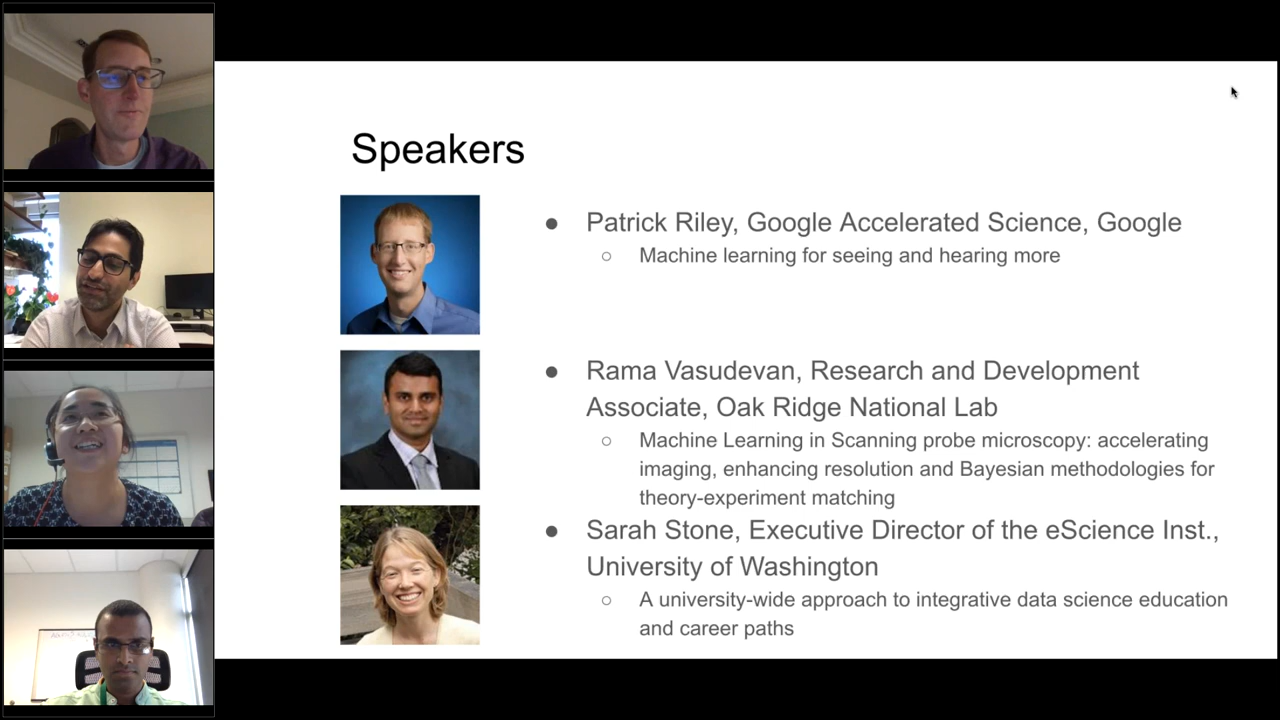 Speakers
● Patrick Riley, Google Accelerated Science, Google
○ Machine learning for seeing and hearing more
● Rama Vasudevan, Research and Development
Associate, Oak Ridge National Lab
○ Machine Learning in Scanning probe microscopy: accelerating
imaging, enhancing resolution and Bayesian methodologies for
theory-experiment matching
● Sarah Stone, Executive Director of the eScience Inst.,
University of Washington
○ A university-wide approach to integrative data science education
and career paths